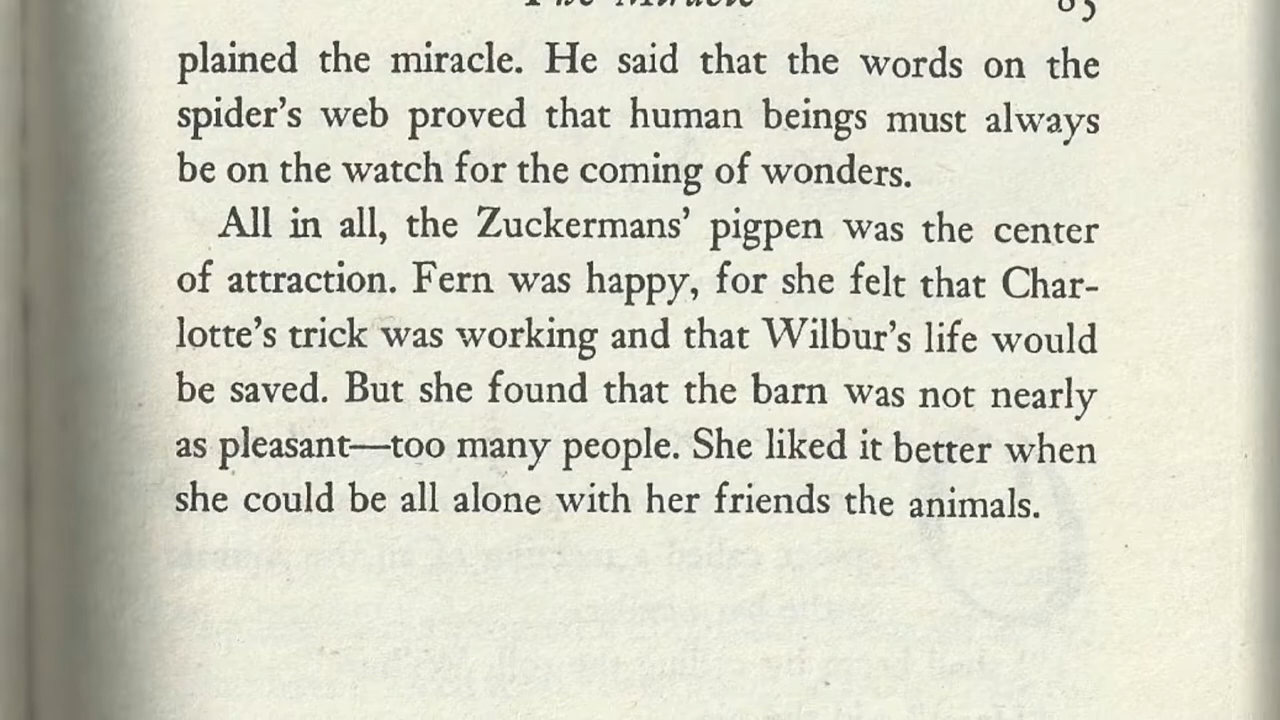 The Miracle 85
plained the miracle. He said that the words on the
spider's web proved that human beings must always
be on the watch for the coming of wonders.
All in all, the Zuckermans' pigpen was the center
of attraction. Fern was happy, for she felt that Char-
lotte's trick was working and that Wilbur's life would
be saved. But she found that the barn was not nearly
as pleasant—too many people. She liked it better when
she could be all alone with her friends the animals.